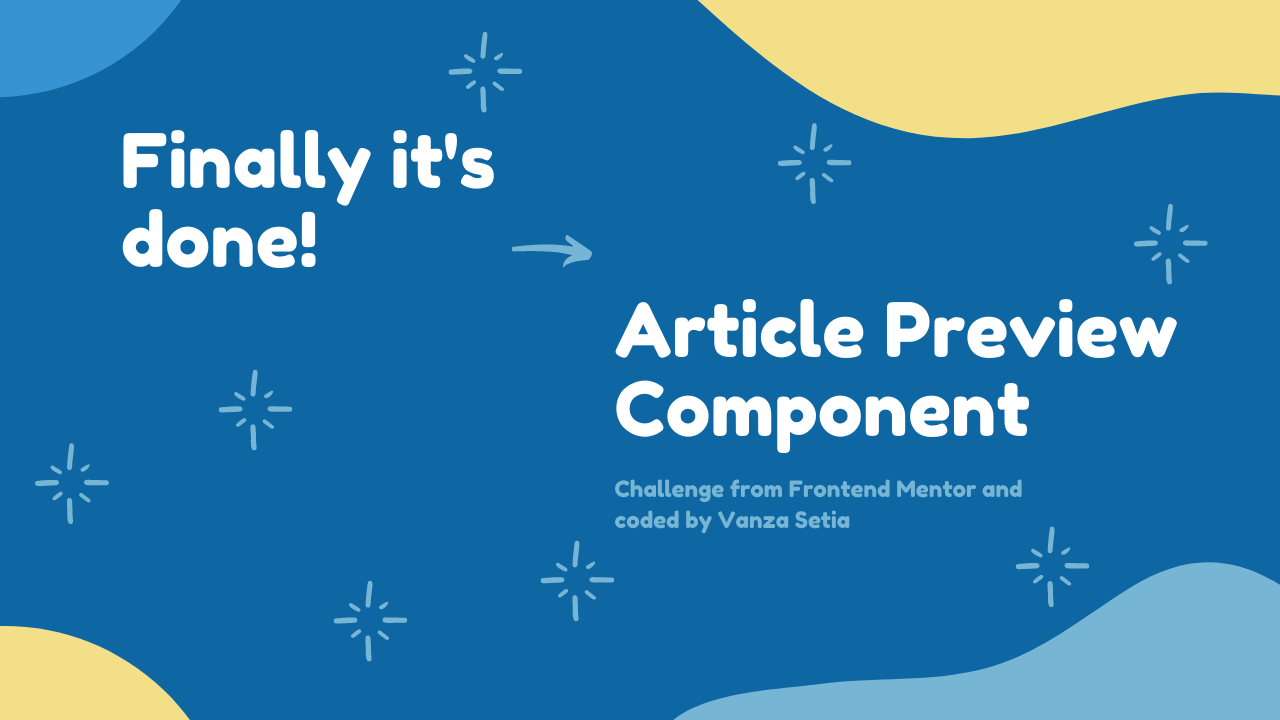 Finally it's
done!
Article Preview
Component
Challenge from Frontend Mentor and
coded by Vanza Setia